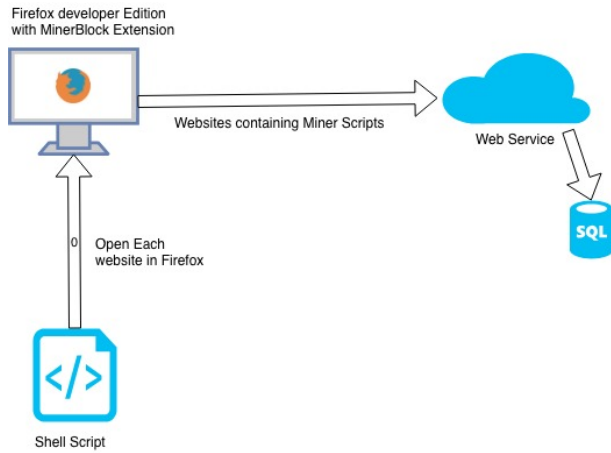 Firefox developer Edition
with MinerBlock Extension
Websites containing Miner Scripts
Web Service
SQL
0
Open Each
website in Firefox
</>
Shell Script